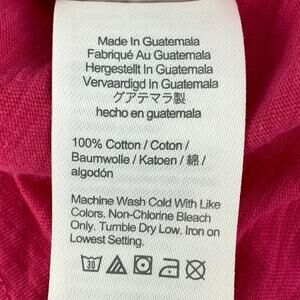 Made In Guatemala
Fabriqué Au Guatemala
Hergestellt In Guatemala
Vervaardigd In Guatemala
グアテマラ製
hecho en guatemala
100% Cotton / Coton /
Baumwolle / Katoen / 綿 /
algodón
Machine Wash Cold With Like
Colors. Non-Chlorine Bleach
Only. Tumble Dry Low. Iron on
Lowest Setting.
30